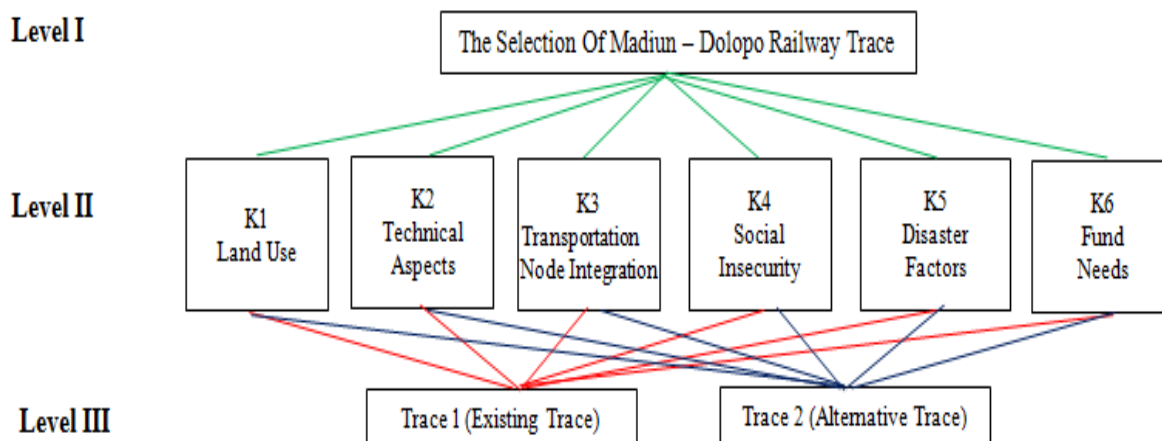 Level I
The Selection Of Madiun – Dolopo Railway Trace
Level II
K1
Land Use
K2
Technical
Aspects
K3
Transportation
Node Integration
K4
Social
Insecurity
K5
Disaster
Factors
K6
Fund
Needs
Level III
Trace 1 (Existing Trace)
Trace 2 (Alternative Trace)